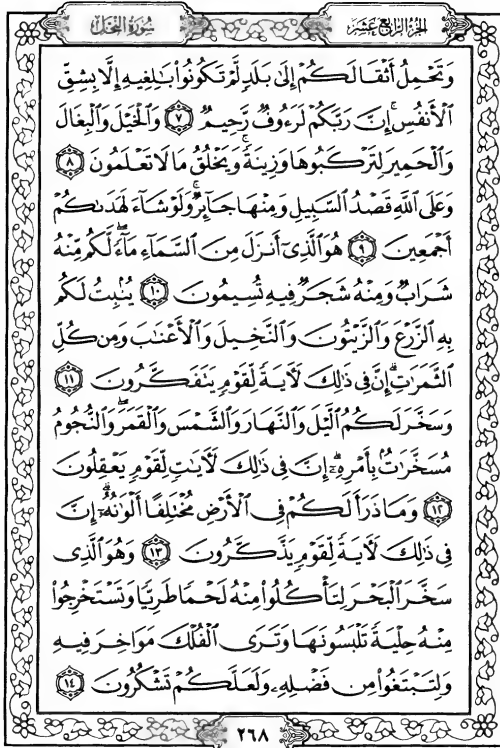 الجزء الرابع عشر
سورة النحل
وَتَحْمِلُ أَثْقَالَكُمْ إِلَىٰ بَلَدٍ لَّمْ تَكُونُوا۟ بَٰلِغِيهِ إِلَّا بِشِقِّ
ٱلْأَنفُسِ ۚ إِنَّ رَبَّكُمْ لَرَءُوفٌ رَّحِيمٌ ٧ وَٱلْخَيْلَ وَٱلْبِغَالَ
وَٱلْحَمِيرَ لِتَرْكَبُوهَا وَزِينَةً ۚ وَيَخْلُقُ مَا لَا تَعْلَمُونَ ٨
وَعَلَى ٱللَّهِ قَصْدُ ٱلسَّبِيلِ وَمِنْهَا جَآئِرٌ ۚ وَلَوْ شَآءَ لَهَدَىٰكُمْ
أَجْمَعِينَ ٩ هُوَ ٱلَّذِىٓ أَنزَلَ مِنَ ٱلسَّمَآءِ مَآءً ۖ لَّكُم مِّنْهُ
شَرَابٌ وَمِنْهُ شَجَرٌ فِيهِ تُسِيمُونَ ١٠ يُنۢبِتُ لَكُم
بِهِ ٱلزَّرْعَ وَٱلزَّيْتُونَ وَٱلنَّخِيلَ وَٱلْأَعْنَٰبَ وَمِن كُلِّ
ٱلثَّمَرَٰتِ ۗ إِنَّ فِى ذَٰلِكَ لَءَايَةً لِّقَوْمٍ يَتَفَكَّرُونَ ١١
وَسَخَّرَ لَكُمُ ٱلَّيْلَ وَٱلنَّهَارَ وَٱلشَّمْسَ وَٱلْقَمَرَ ۖ وَٱلنُّجُومُ
مُسَخَّرَٰتٌۢ بِأَمْرِهِۦٓ ۗ إِنَّ فِى ذَٰلِكَ لَءَايَٰتٍ لِّقَوْمٍ يَعْقِلُونَ
١٢ وَمَا ذَرَأَ لَكُمْ فِى ٱلْأَرْضِ مُخْتَلِفًا أَلْوَٰنُهُۥٓ ۗ إِنَّ
فِى ذَٰلِكَ لَءَايَةً لِّقَوْمٍ يَذَّكَّرُونَ ١٣ وَهُوَ ٱلَّذِى
سَخَّرَ ٱلْبَحْرَ لِتَأْكُلُوا۟ مِنْهُ لَحْمًا طَرِيًّا وَتَسْتَخْرِجُوا۟
مِنْهُ حِلْيَةً تَلْبَسُونَهَا وَتَرَى ٱلْفُلْكَ مَوَاخِرَ فِيهِ
وَلِتَبْتَغُوا۟ مِن فَضْلِهِۦ وَلَعَلَّكُمْ تَشْكُرُونَ ١٤
٢٦٨